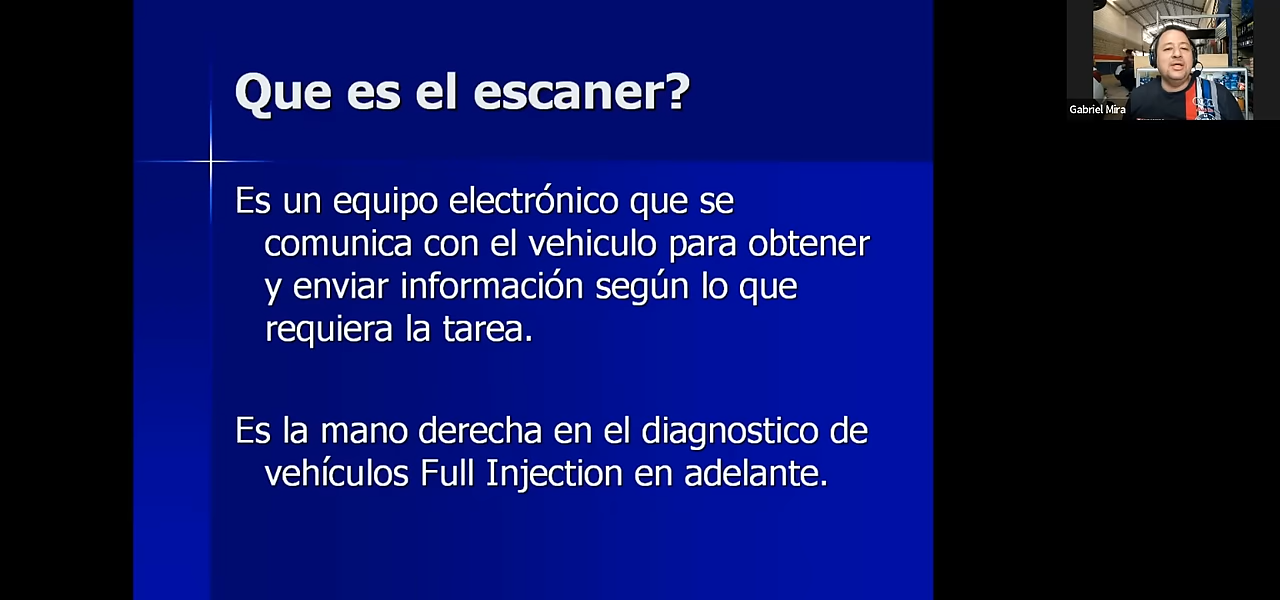 Que es el escaner?
Es un equipo electrónico que se
comunica con el vehiculo para obtener
y enviar información según lo que
requiera la tarea.
Es la mano derecha en el diagnostico de
vehículos Full Injection en adelante.
Gabriel Mira